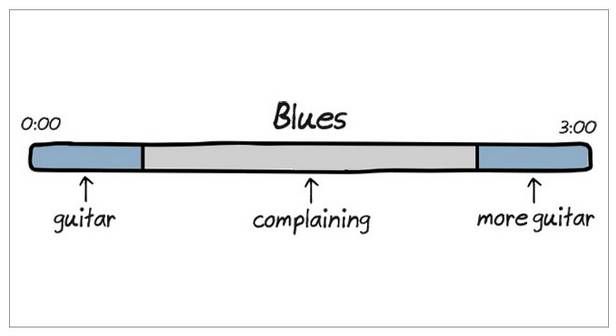 Blues
0:00
3:00
guitar
complaining
more guitar